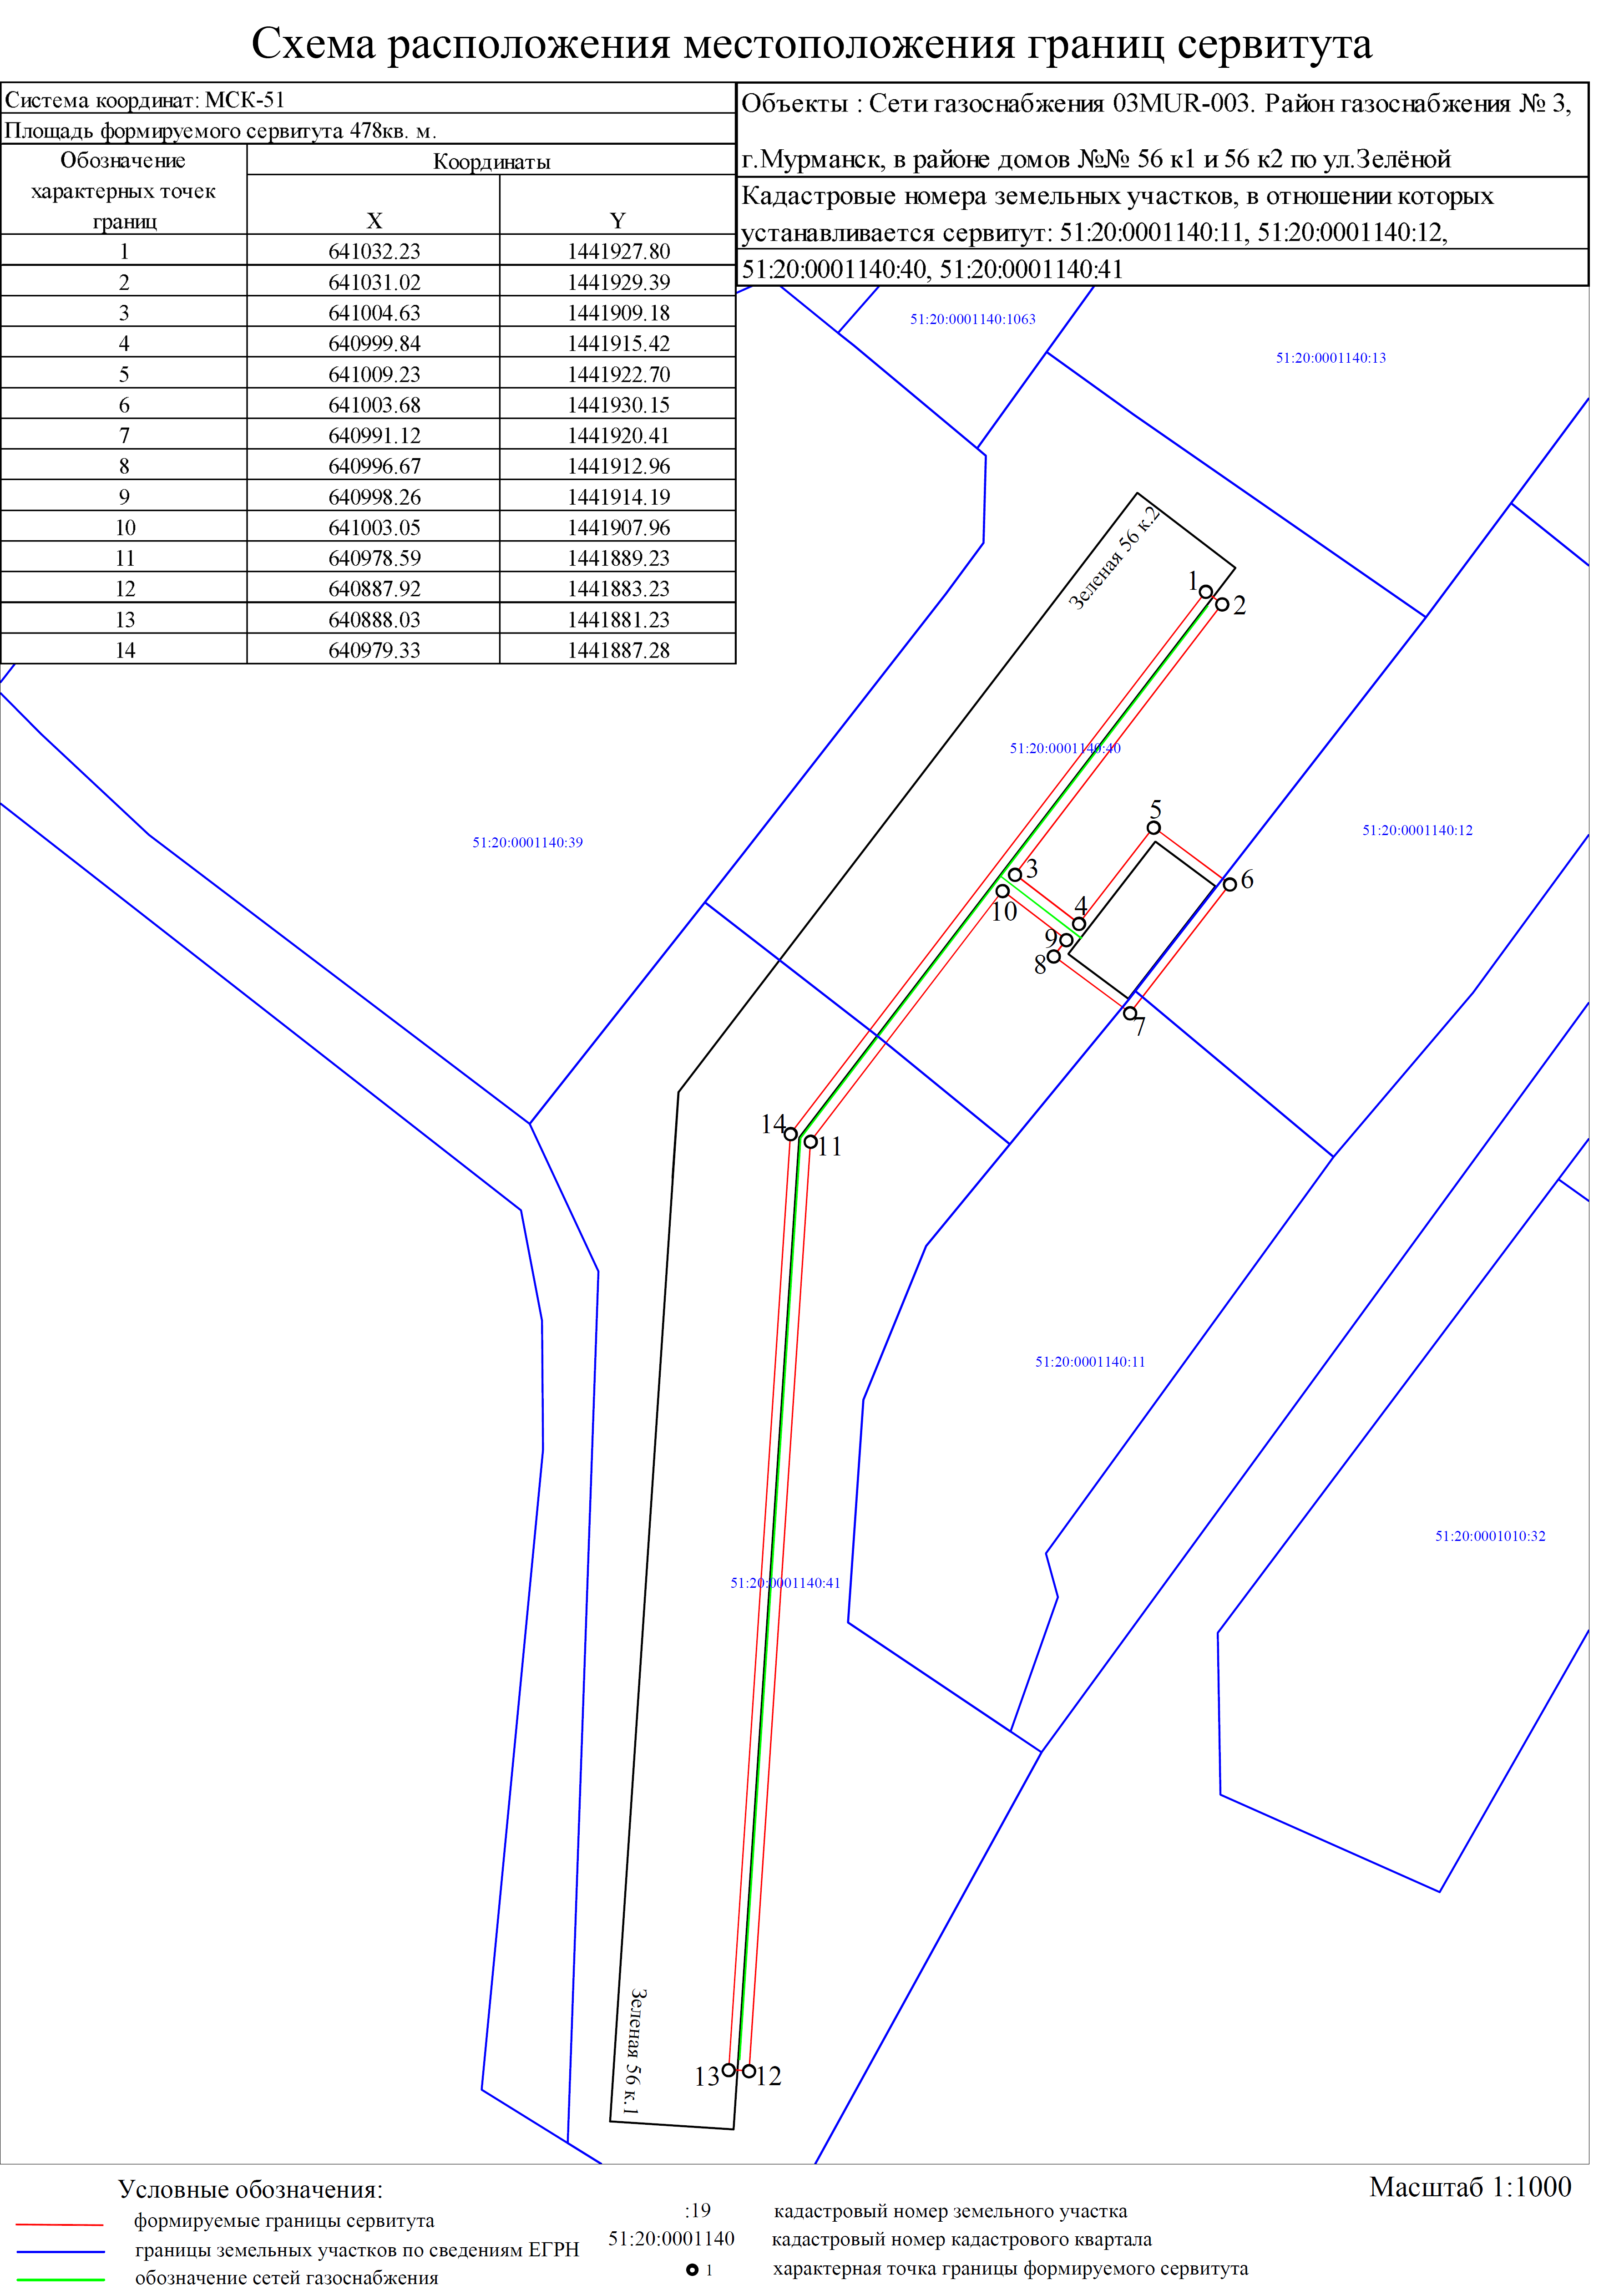 Схема расположения местоположения границ сервитута
Система координат: МСК-51
Площадь формируемого сервитута 478кв. м.
Обозначение
характерных точек
границ
Координаты
X Y
1 641032.23 1441927.80
2 641031.02 1441929.39
3 641004.63 1441909.18
4 640999.84 1441915.42
5 641009.23 1441922.70
6 641003.68 1441930.15
7 640991.12 1441920.41
8 640996.67 1441912.96
9 640998.26 1441914.19
10 641003.05 1441907.96
11 640978.59 1441889.23
12 640887.92 1441883.23
13 640888.03 1441881.23
14 640979.33 1441887.28
Объекты : Сети газоснабжения 03MUR-003. Район газоснабжения № 3,
г.Мурманск, в районе домов №№ 56 к1 и 56 к2 по ул.Зелёной
Кадастровые номера земельных участков, в отношении которых
устанавливается сервитут: 51:20:0001140:11, 51:20:0001140:12,
51:20:0001140:40, 51:20:0001140:41
51:20:0001140:1063
51:20:0001140:13
Зеленая 56 к.2
1
2
51:20:0001140:40
5
51:20:0001140:12
51:20:0001140:39
3
6
10
4
9
8
7
14
11
51:20:0001140:11
51:20:0001010:32
51:20:0001140:41
Зеленая 56 к.1
13
12
Масштаб 1:1000
Условные обозначения:
формируемые границы сервитута
границы земельных участков по сведениям ЕГРН
обозначение сетей газоснабжения
:19 кадастровый номер земельного участка
51:20:0001140 кадастровый номер кадастрового квартала
1 характерная точка границы формируемого сервитута